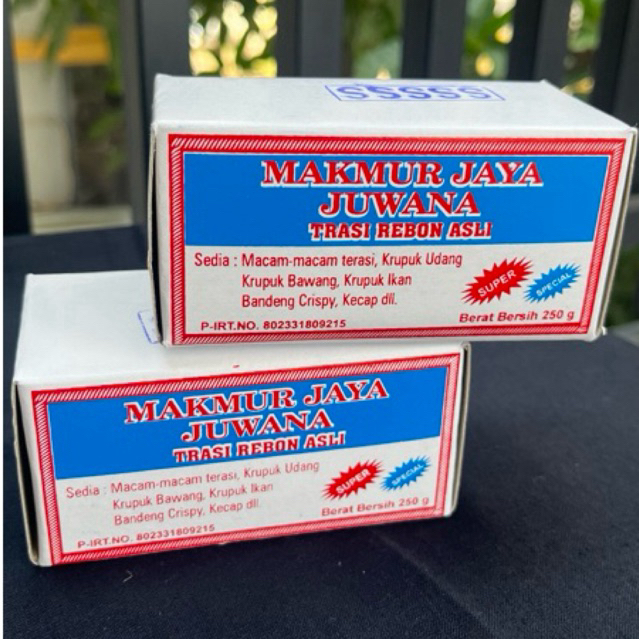 SSSSS
MAKMUR JAYA
JUWANA
TRASI REBON ASLI
Sedia : Macam-macam terasi, Krupuk Udang
Krupuk Bawang, Krupuk Ikan
Bandeng Crispy, Kecap dll.
SUPER
SPECIAL
P-IRT.NO. 802331809215
Berat Bersih 250 g
MAKMUR JAYA
JUWANA
TRASI REBON ASLI
Sedia : Macam-macam terasi, Krupuk Udang
Krupuk Bawang, Krupuk Ikan
Bandeng Crispy, Kecap dll.
SUPER
SPECIAL
P-IRT.NO. 802331809215
Berat Bersih 250 g